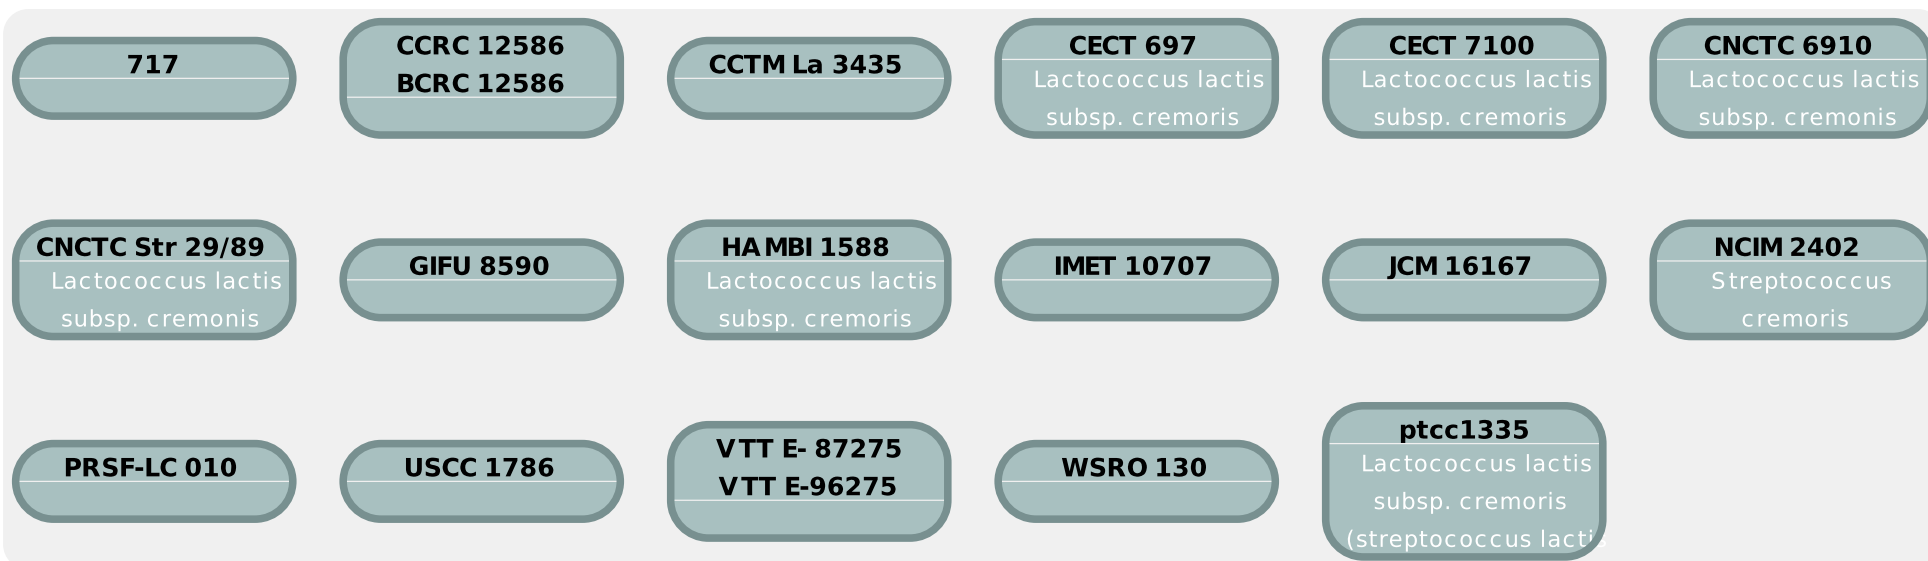 717
CCRC 12586
BCRC 12586
CCTM La 3435
CECT 697
Lactococcus lactis
subsp. cremoris
CECT 7100
Lactococcus lactis
subsp. cremoris
CNCTC 6910
Lactococcus lactis
subsp. cremonis
CNCTC Str 29/89
Lactococcus lactis
subsp. cremonis
GIFU 8590
HAMBI 1588
Lactococcus lactis
subsp. cremoris
IMET 10707
JCM 16167
NCIM 2402
Streptococcus
cremoris
PRSF-LC 010
USCC 1786
VTT E- 87275
VTT E-96275
WSRO 130
ptcc1335
Lactococcus lactis
subsp. cremoris
(streptococcus lactis